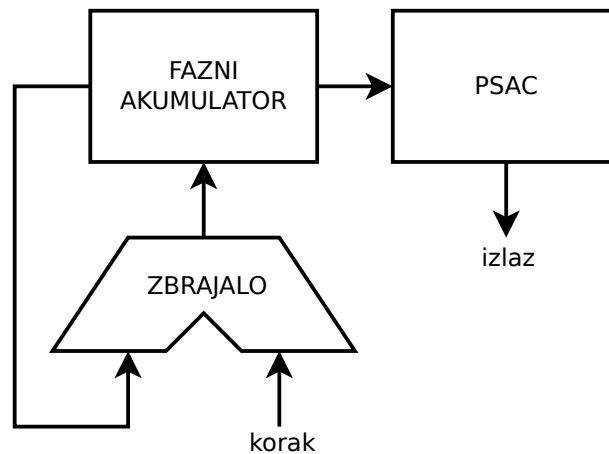 FAZNI
AKUMULATOR
PSAC
izlaz
ZBRAJALO
korak